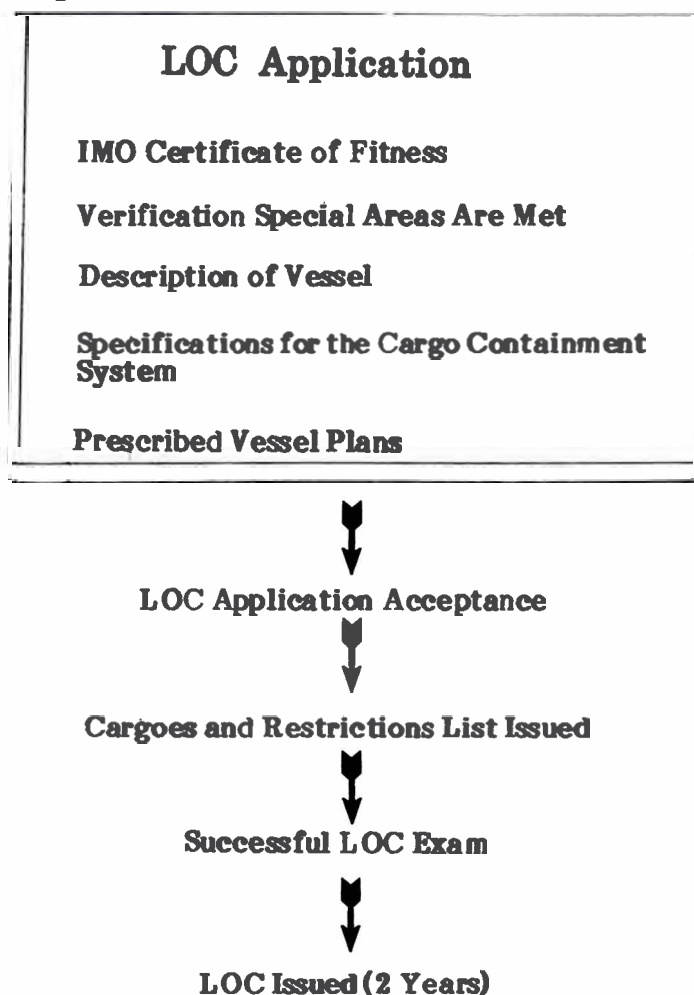 LOC Application
IMO Certificate of Fitness
Verification Special Areas Are Met
Description of Vessel
Specifications for the Cargo Containment
System
Prescribed Vessel Plans
LOC Application Acceptance
Cargoes and Restrictions List Issued
Successful LOC Exam
LOC Issued (2 Years)